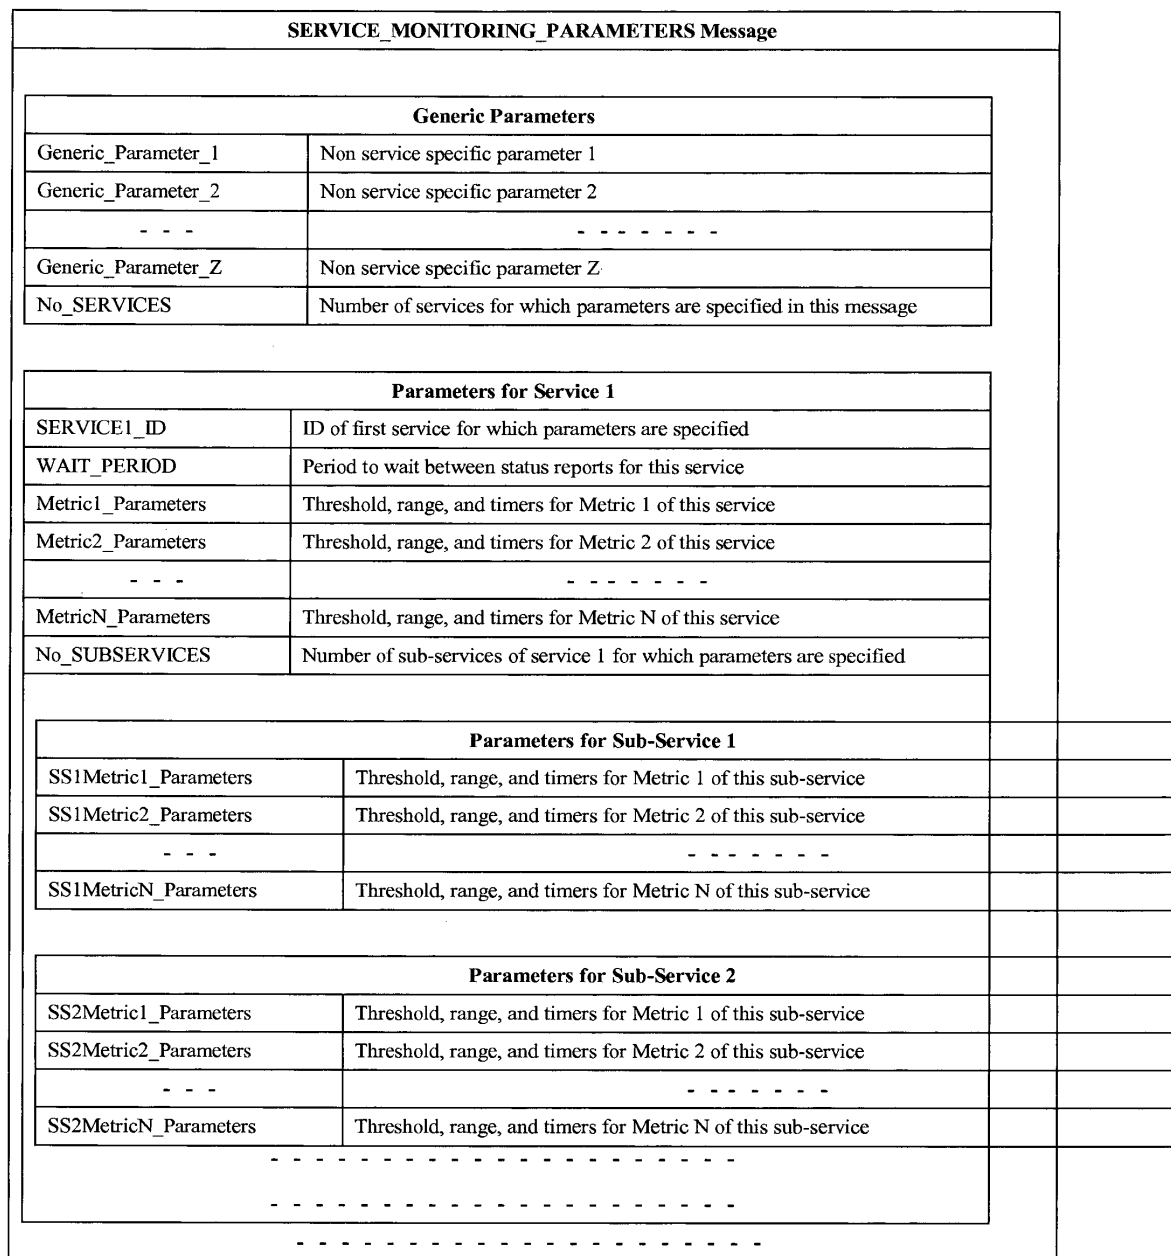 SERVICE_MONITORING_PARAMETERS Message
Generic Parameters
Generic_Parameter_1 Non service specific parameter 1
Generic_Parameter_2 Non service specific parameter 2
- - - - - - - - - -
Generic_Parameter_Z Non service specific parameter Z
No_SERVICES Number of services for which parameters are specified in this message
Parameters for Service 1
SERVICE1_ID ID of first service for which parameters are specified
WAIT_PERIOD Period to wait between status reports for this service
Metric1_Parameters Threshold, range, and timers for Metric 1 of this service
Metric2_Parameters Threshold, range, and timers for Metric 2 of this service
- - - - - - - - - -
MetricN_Parameters Threshold, range, and timers for Metric N of this service
No_SUBSERVICES Number of sub-services of service 1 for which parameters are specified
Parameters for Sub-Service 1
SS1Metric1_Parameters Threshold, range, and timers for Metric 1 of this sub-service
SS1Metric2_Parameters Threshold, range, and timers for Metric 2 of this sub-service
- - - - - - - - - -
SS1MetricN_Parameters Threshold, range, and timers for Metric N of this sub-service
Parameters for Sub-Service 2
SS2Metric1_Parameters Threshold, range, and timers for Metric 1 of this sub-service
SS2Metric2_Parameters Threshold, range, and timers for Metric 2 of this sub-service
- - - - - - - - - -
SS2MetricN_Parameters Threshold, range, and timers for Metric N of this sub-service
- - - - - - - - - - - - - - - - - - - - -
- - - - - - - - - - - - - - - - - - - - -
- - - - - - - - - - - - - - - - - - - - -